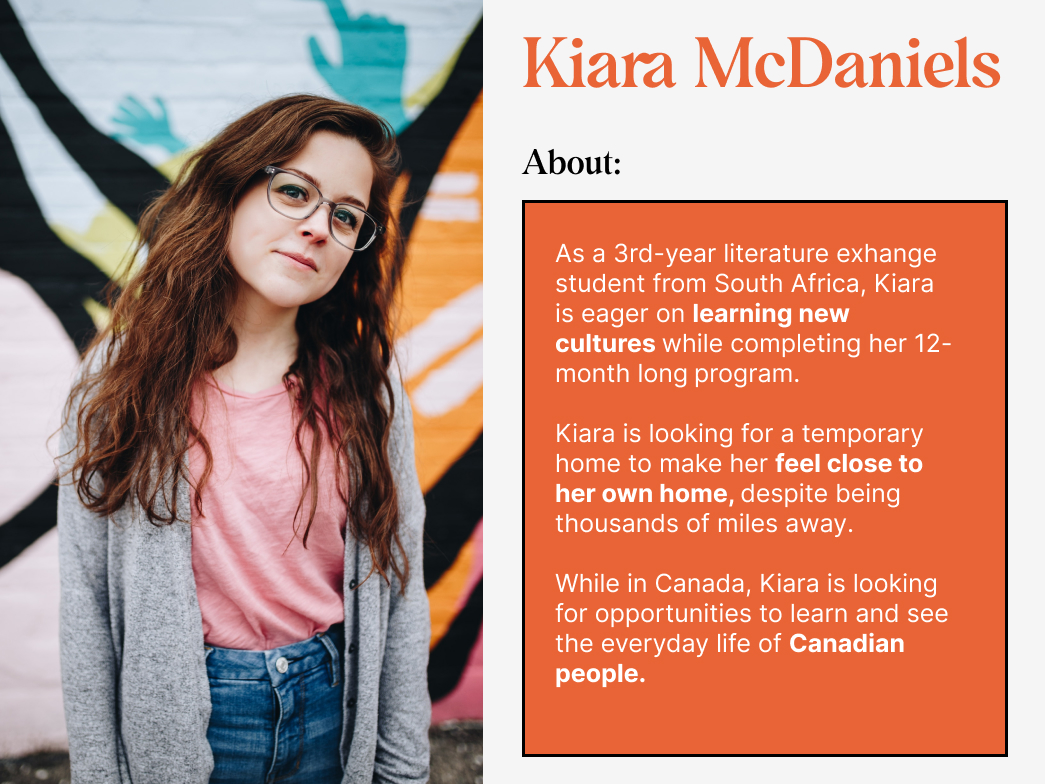 Kiara McDaniels
About:
As a 3rd-year literature exhange
student from South Africa, Kiara
is eager on learning new
cultures while completing her 12-
month long program.
Kiara is looking for a temporary
home to make her feel close to
her own home, despite being
thousands of miles away.
While in Canada, Kiara is looking
for opportunities to learn and see
the everyday life of Canadian
people.